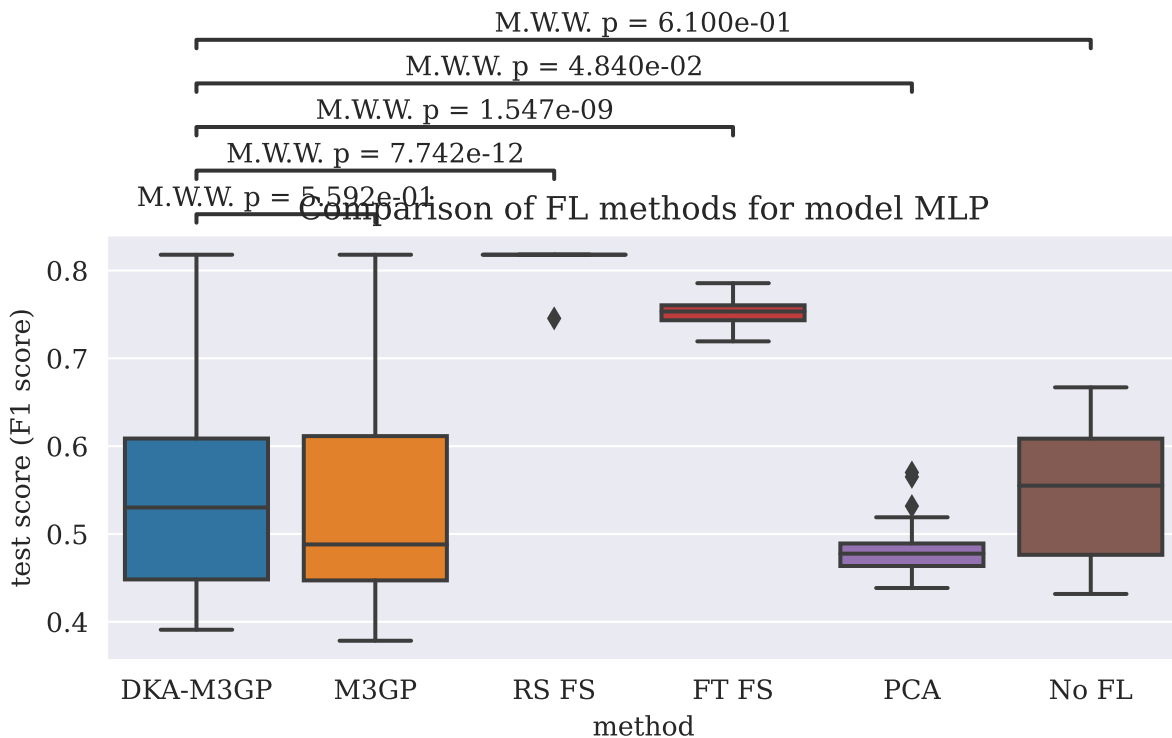 M.W.W. p = 6.100e-01
M.W.W. p = 4.840e-02
M.W.W. p = 1.547e-09
M.W.W. p = 7.742e-12
M.W.W. p = 5.592e-01
Comparison of FL methods for model MLP
test score (F1 score)
0.8
0.7
0.6
0.5
0.4
DKA-M3GP M3GP RS FS FT FS PCA No FL
method